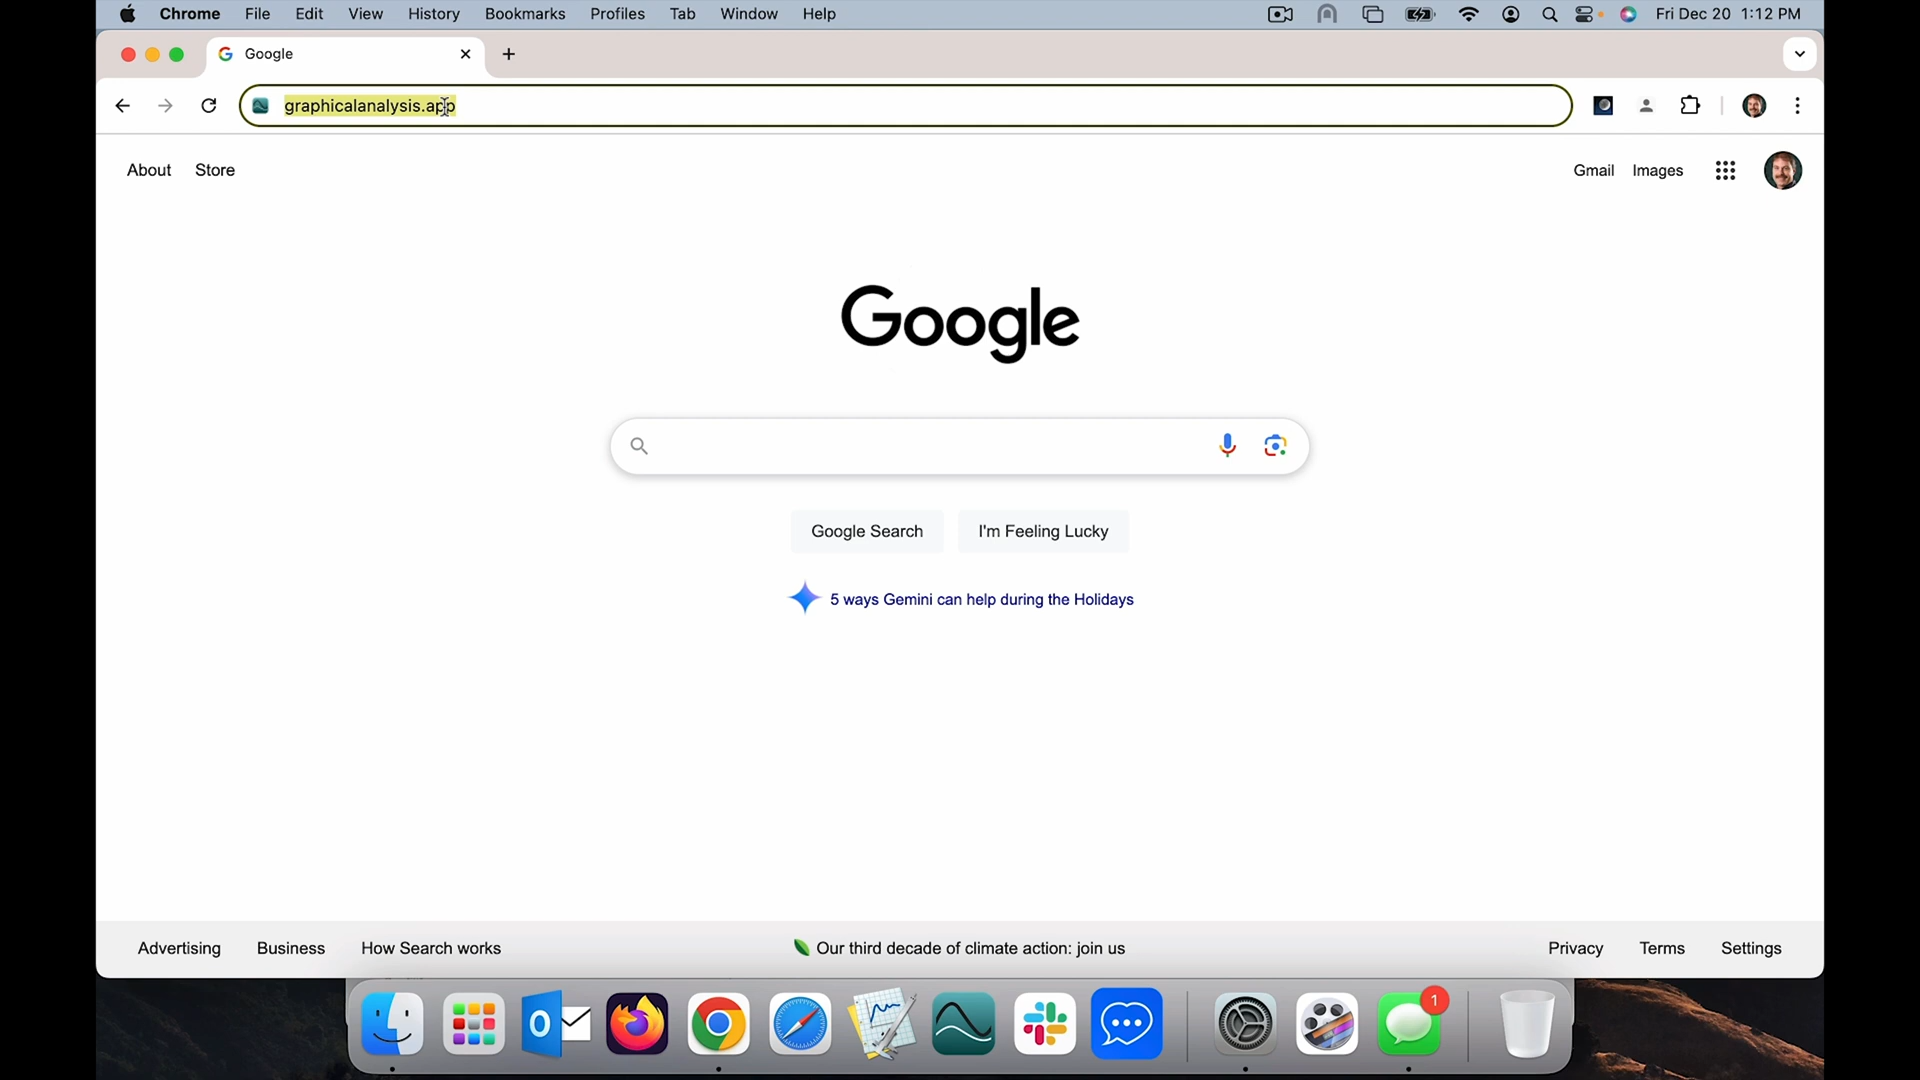 Chrome File Edit View History Bookmarks Profiles Tab Window Help Fri Dec 20 1:12 PM
Google
graphicalanalysis.app
About Store Gmail Images
Google
Google Search I'm Feeling Lucky
5 ways Gemini can help during the Holidays
Advertising Business How Search works Our third decade of climate action: join us Privacy Terms Settings
1